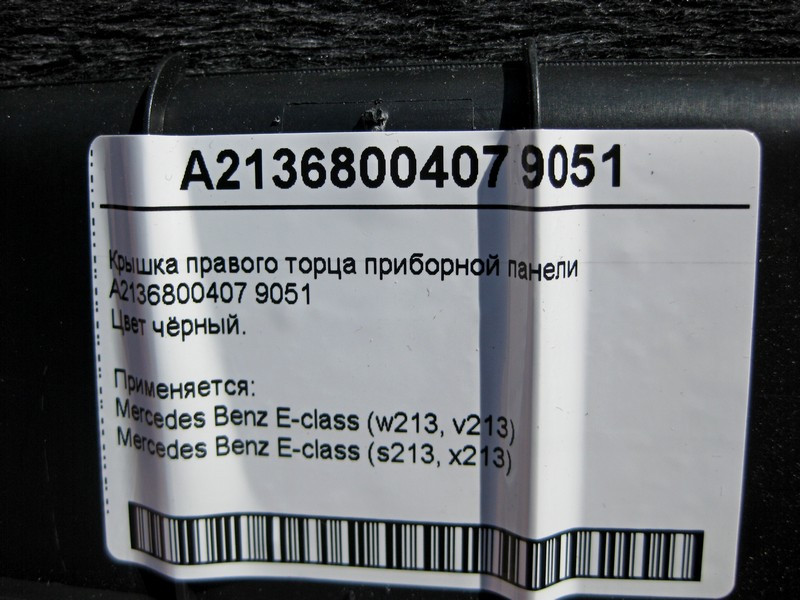 A2136800407 9051
Крышка правого торца приборной панели
A2136800407 9051
Цвет чёрный.
Применяется:
Mercedes Benz E-class (w213, v213)
Mercedes Benz E-class (s213, x213)